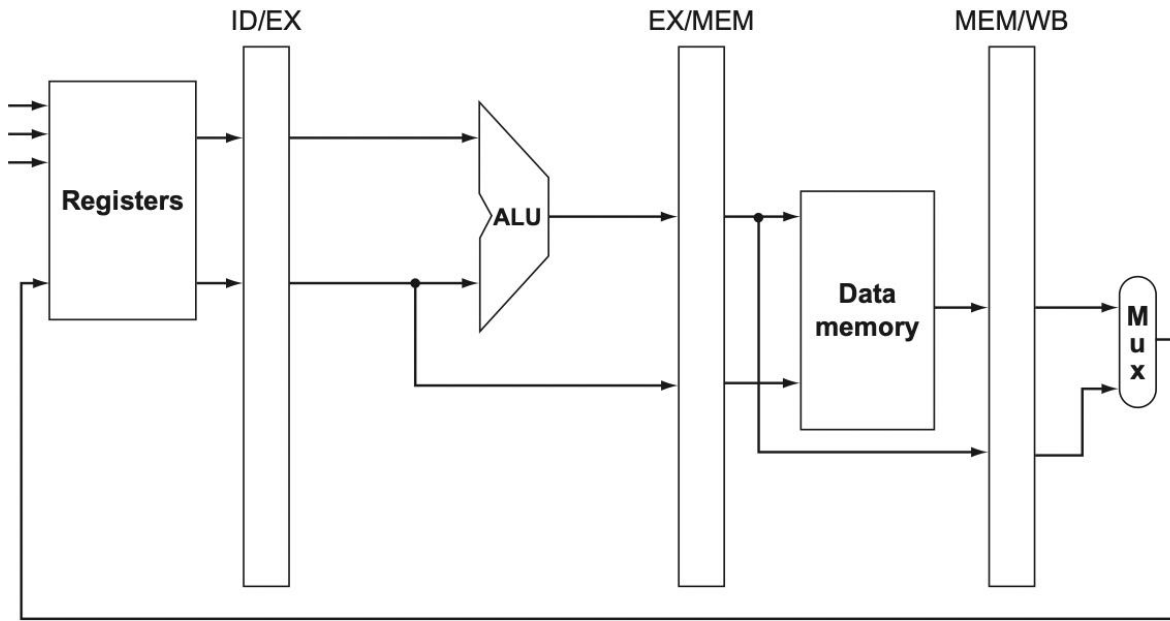 ID/EX
EX/MEM
MEM/WB
Registers
ALU
Data
memory
M
u
x